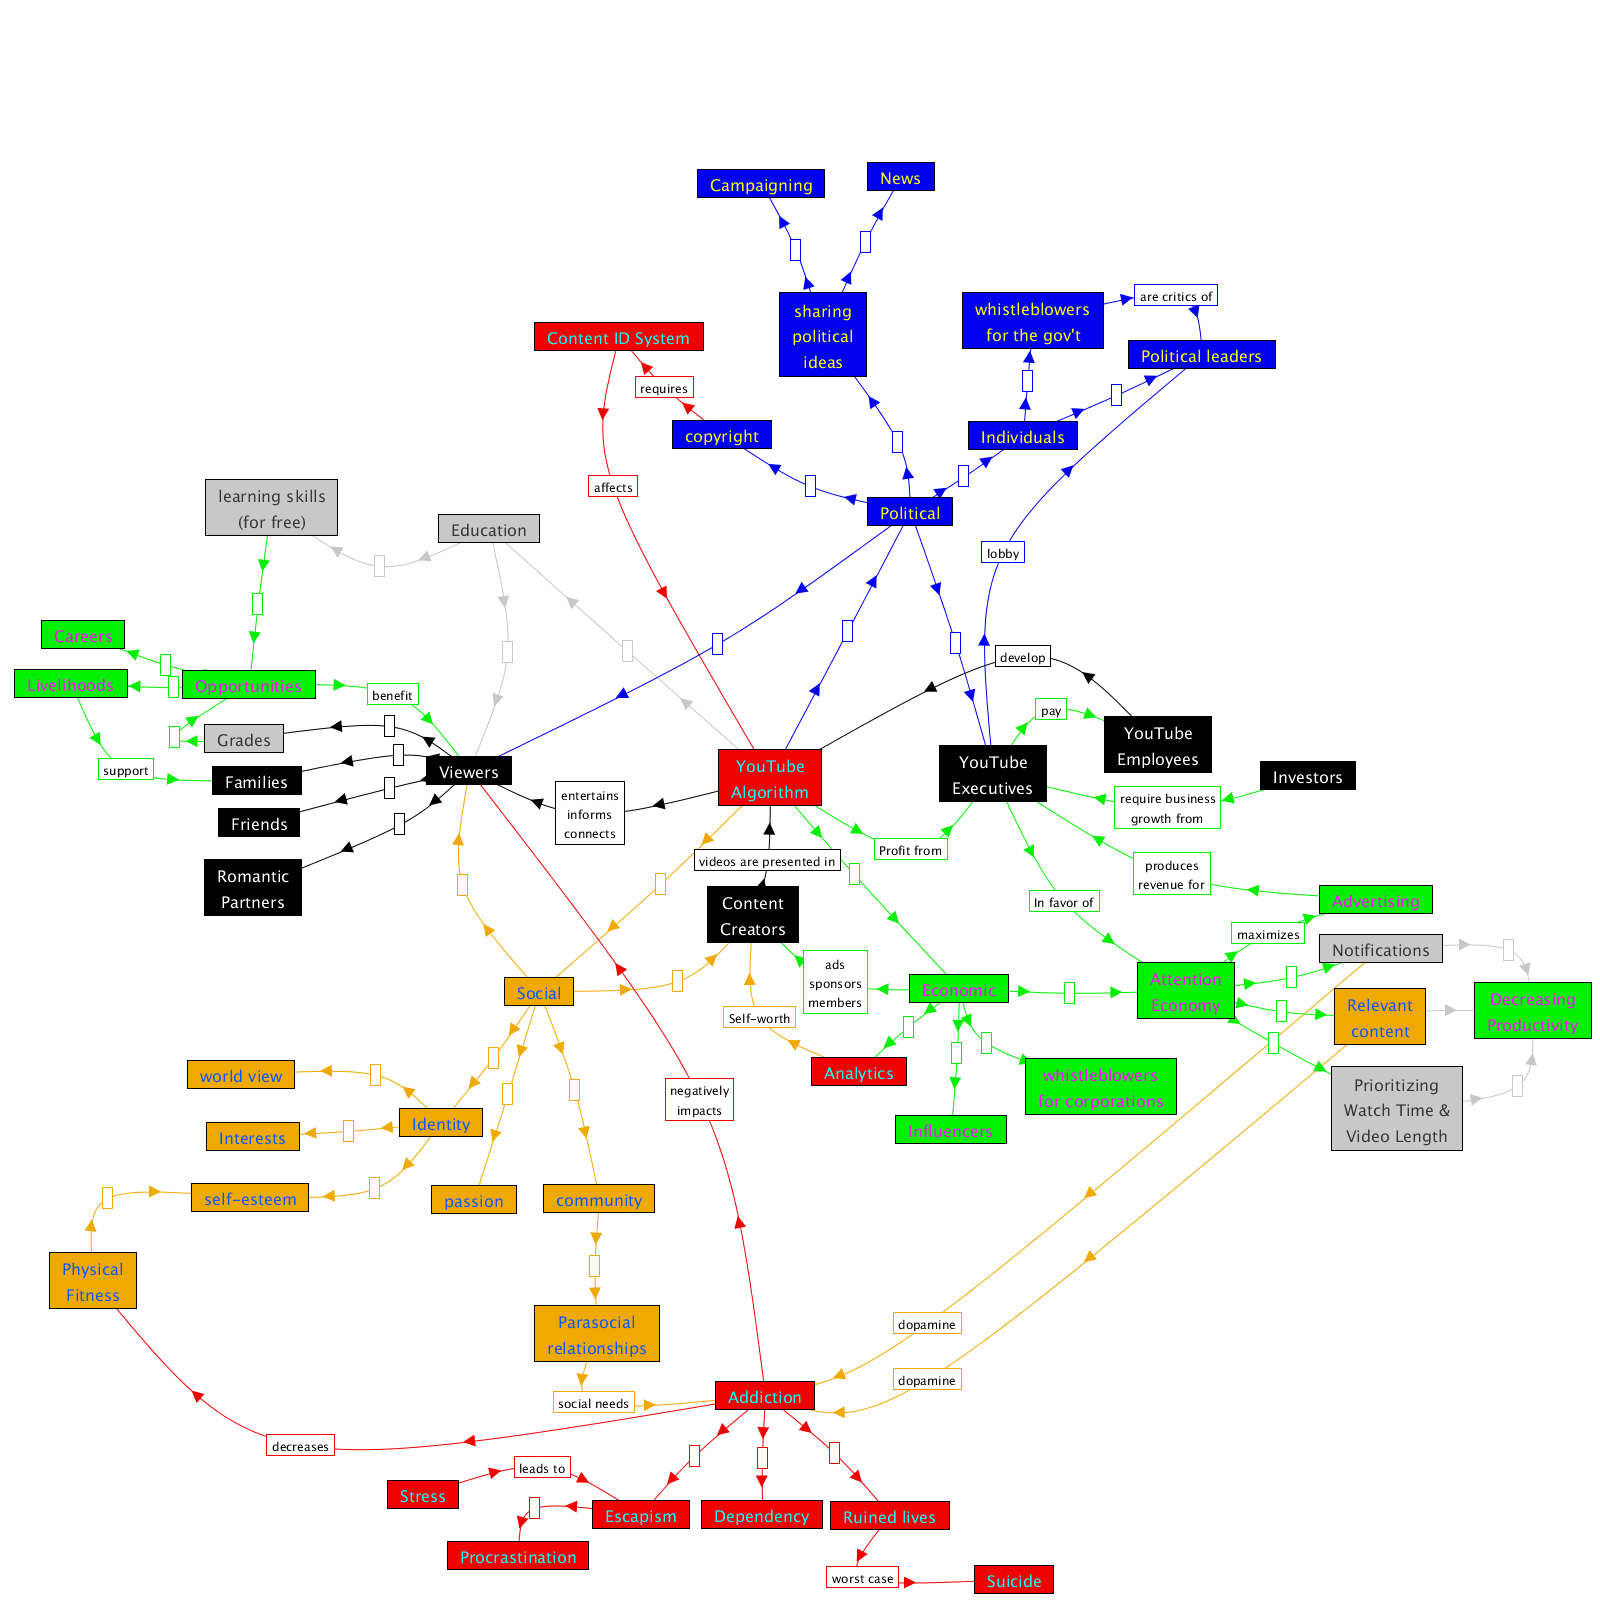 News
Campaigning
are critics of
sharing
political
ideas
whistleblowers
for the gov't
Content ID System
Political leaders
requires
copyright
Individuals
affects
learning skills
(for free)
Political
Education
lobby
Careers
develop
Livelihoods
Opportunities
benefit
pay
Grades
YouTube
Employees
support
Families
Viewers
YouTube
Algorithm
YouTube
Executives
Investors
entertains
informs
connects
require business
growth from
Friends
Profit from
videos are presented in
Romantic
Partners
produces
revenue for
Content
Creators
In favor of
Advertising
maximizes
Notifications
ads
sponsors
members
Social
Economic
Attention
Economy
Relevant
content
Decreasing
Productivity
Self-worth
world view
Analytics
whistleblowers
for corporations
Prioritizing
Watch Time &
Video Length
negatively
impacts
Identity
Interests
Influencers
self-esteem
passion
community
Physical
Fitness
Parasocial
relationships
dopamine
dopamine
Addiction
social needs
decreases
leads to
Stress
Escapism
Dependency
Ruined lives
Procrastination
worst case
Suicide